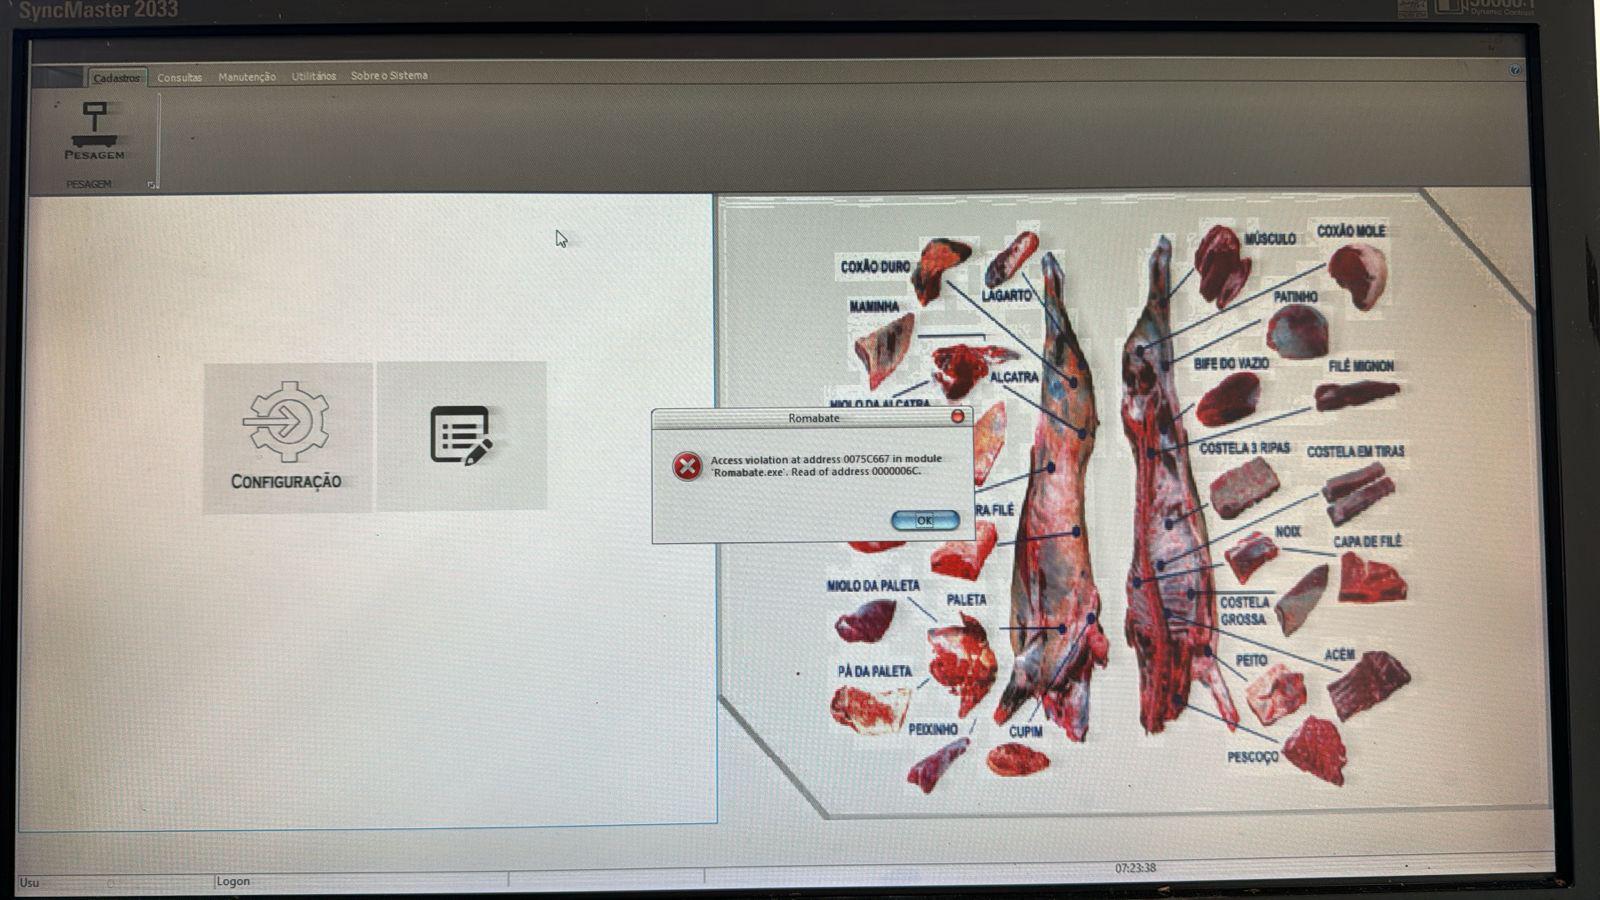 SyncMaster 2033
Cadastros Consultas Manutenção Utilitários Sobre o Sistema
PESAGEM
PESAGEM
COXÃO DURO
LAGARTO
MAMINHA
ALCATRA
MIOLO DA ALCATRA
MÚSCULO
COXÃO MOLE
PATINHO
BIFE DO VAZIO
FILÉ MIGNON
COSTELA 3 RIPAS
COSTELA EM TIRAS
CONFIGURAÇÃO
Romabate
Access violation at address 0075C667 in module
'Romabate.exe'. Read of address 0000006C.
OK
RA FILÉ
NOIX
CAPA DE FILÉ
MIOLO DA PALETA
PALETA
COSTELA
GROSSA
PÁ DA PALETA
PEITO
ACÉM
PEIXINHO
CUPIM
PESCOÇO
07:23:38
Usu
Logon